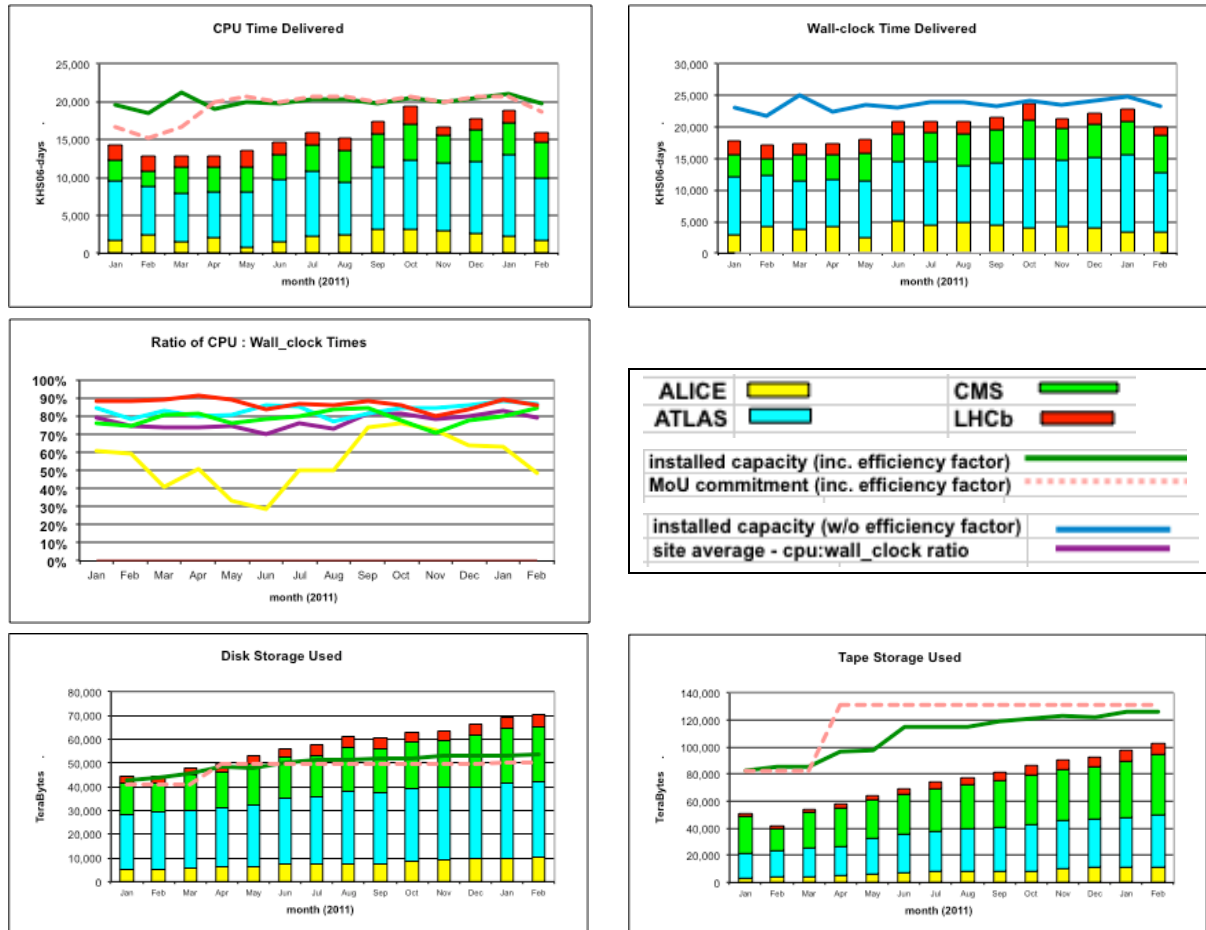 CPU Time Delivered
25,000
20,000
15,000
10,000
5,000
0
KHS06-days .
Jan Feb Mar Apr May Jun Jul Aug Sep Oct Nov Dec Jan Feb
month (2011)
Wall-clock Time Delivered
30,000
25,000
20,000
15,000
10,000
5,000
0
KHS06-days .
Jan Feb Mar Apr May Jun Jul Aug Sep Oct Nov Dec Jan Feb
month (2011)
Ratio of CPU : Wall_clock Times
100%
90%
80%
70%
60%
50%
40%
30%
20%
10%
0%
Jan Feb Mar Apr May Jun Jul Aug Sep Oct Nov Dec Jan Feb
month (2011)
ALICE CMS
ATLAS LHCb
installed capacity (inc. efficiency factor)
MoU commitment (inc. efficiency factor)
installed capacity (w/o efficiency factor)
site average - cpu:wall_clock ratio
Disk Storage Used
80,000
70,000
60,000
50,000
40,000
30,000
20,000
10,000
0
TeraBytes .
Jan Feb Mar Apr May Jun Jul Aug Sep Oct Nov Dec Jan Feb
month (2011)
Tape Storage Used
140,000
120,000
100,000
80,000
60,000
40,000
20,000
0
TeraBytes .
Jan Feb Mar Apr May Jun Jul Aug Sep Oct Nov Dec Jan Feb
month (2011)